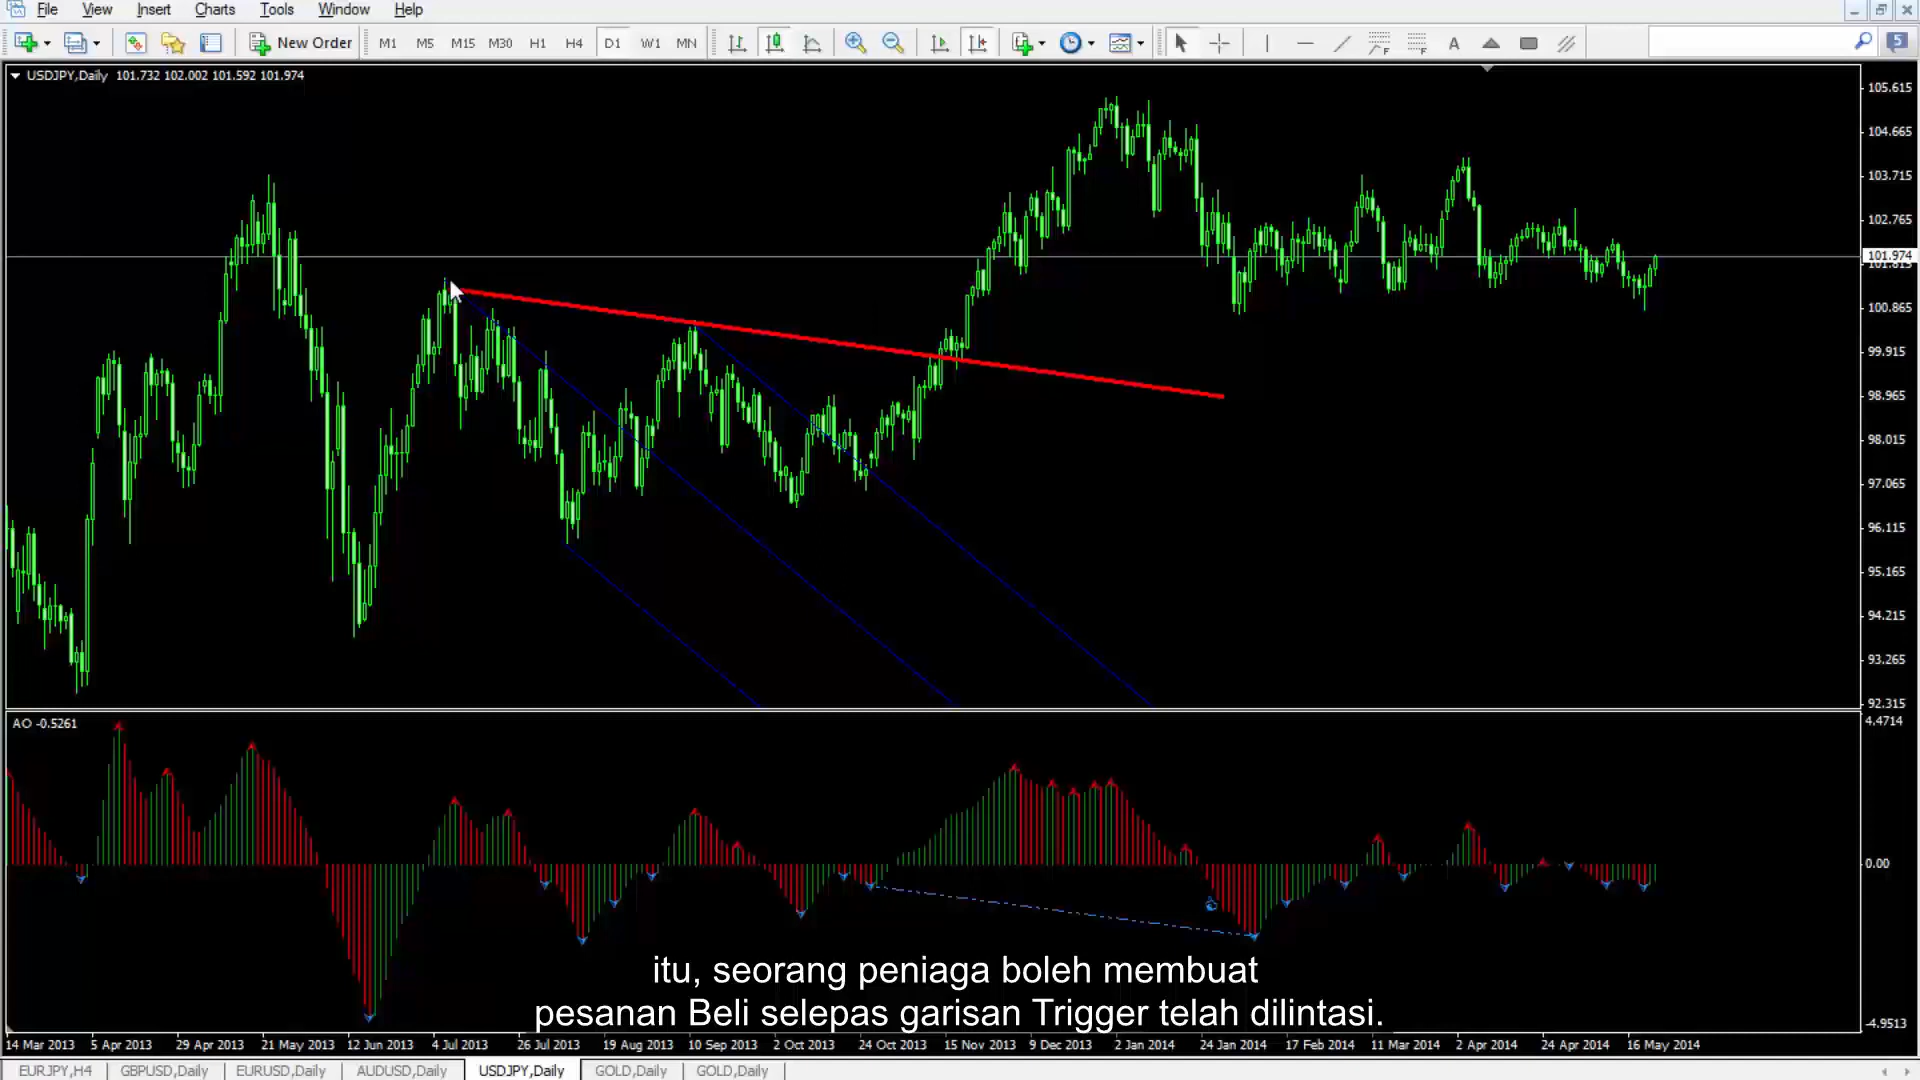 File View Insert Charts Tools Window Help
New Order M1 M5 M15 M30 H1 H4 D1 W1 MN A 5
USDJPY,Daily 101.732 102.002 101.592 101.974
105.615
104.665
103.715
102.765
101.974
100.865
99.915
98.965
98.015
97.065
96.115
95.165
94.215
93.265
92.315
AO -0.5261
4.4714
0.00
-4.9513
itu, seorang peniaga boleh membuat
pesanan Beli selepas garisan Trigger telah dilintasi.
14 Mar 2013 5 Apr 2013 29 Apr 2013 21 May 2013 12 Jun 2013 4 Jul 2013 26 Jul 2013 19 Aug 2013 10 Sep 2013 2 Oct 2013 24 Oct 2013 15 Nov 2013 9 Dec 2013 2 Jan 2014 24 Jan 2014 17 Feb 2014 11 Mar 2014 2 Apr 2014 24 Apr 2014 16 May 2014
EURJPY,H4 GBPUSD,Daily EURUSD,Daily AUDUSD,Daily USDJPY,Daily GOLD,Daily GOLD,Daily